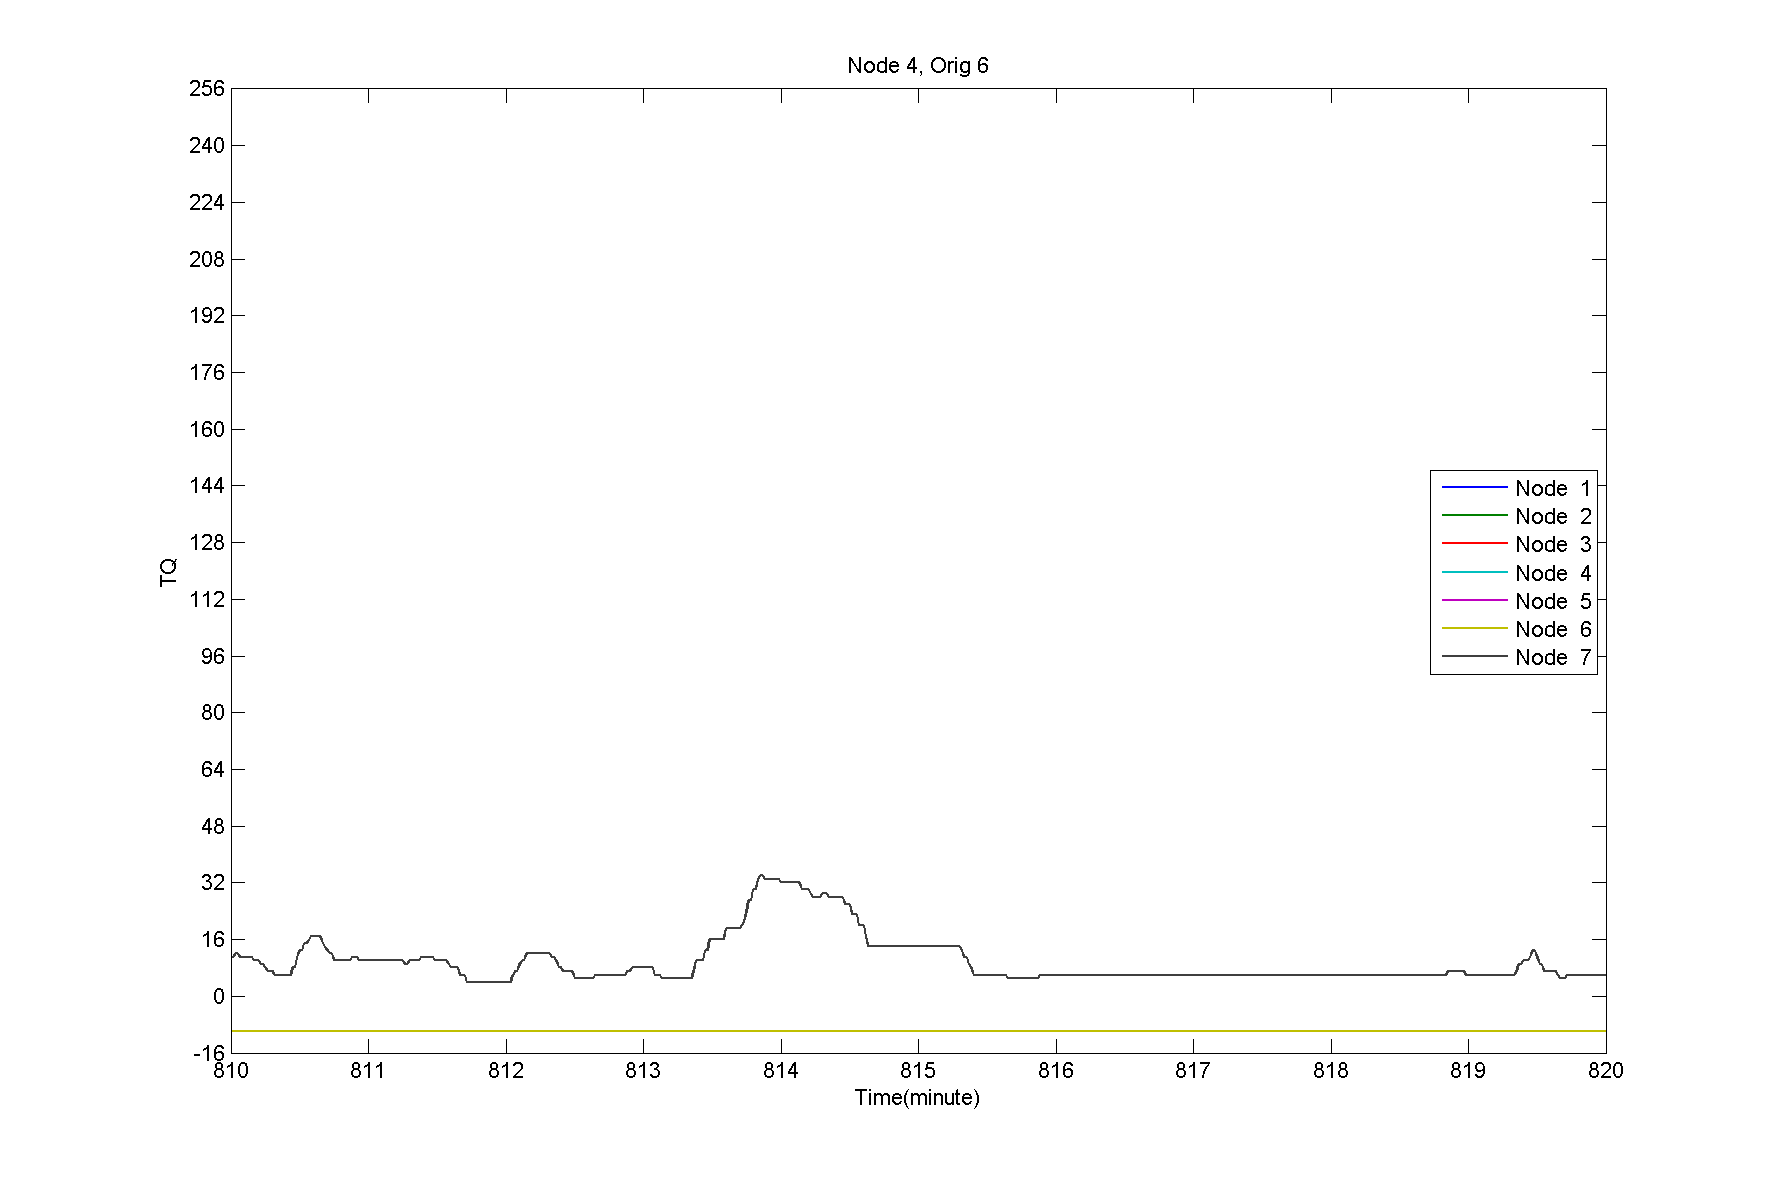 Node 4, Orig 6
256
240
224
208
192
176
160
144
128
112
96
80
64
48
32
16
0
-16
TQ
Node 1
Node 2
Node 3
Node 4
Node 5
Node 6
Node 7
810 811 812 813 814 815 816 817 818 819 820
Time(minute)